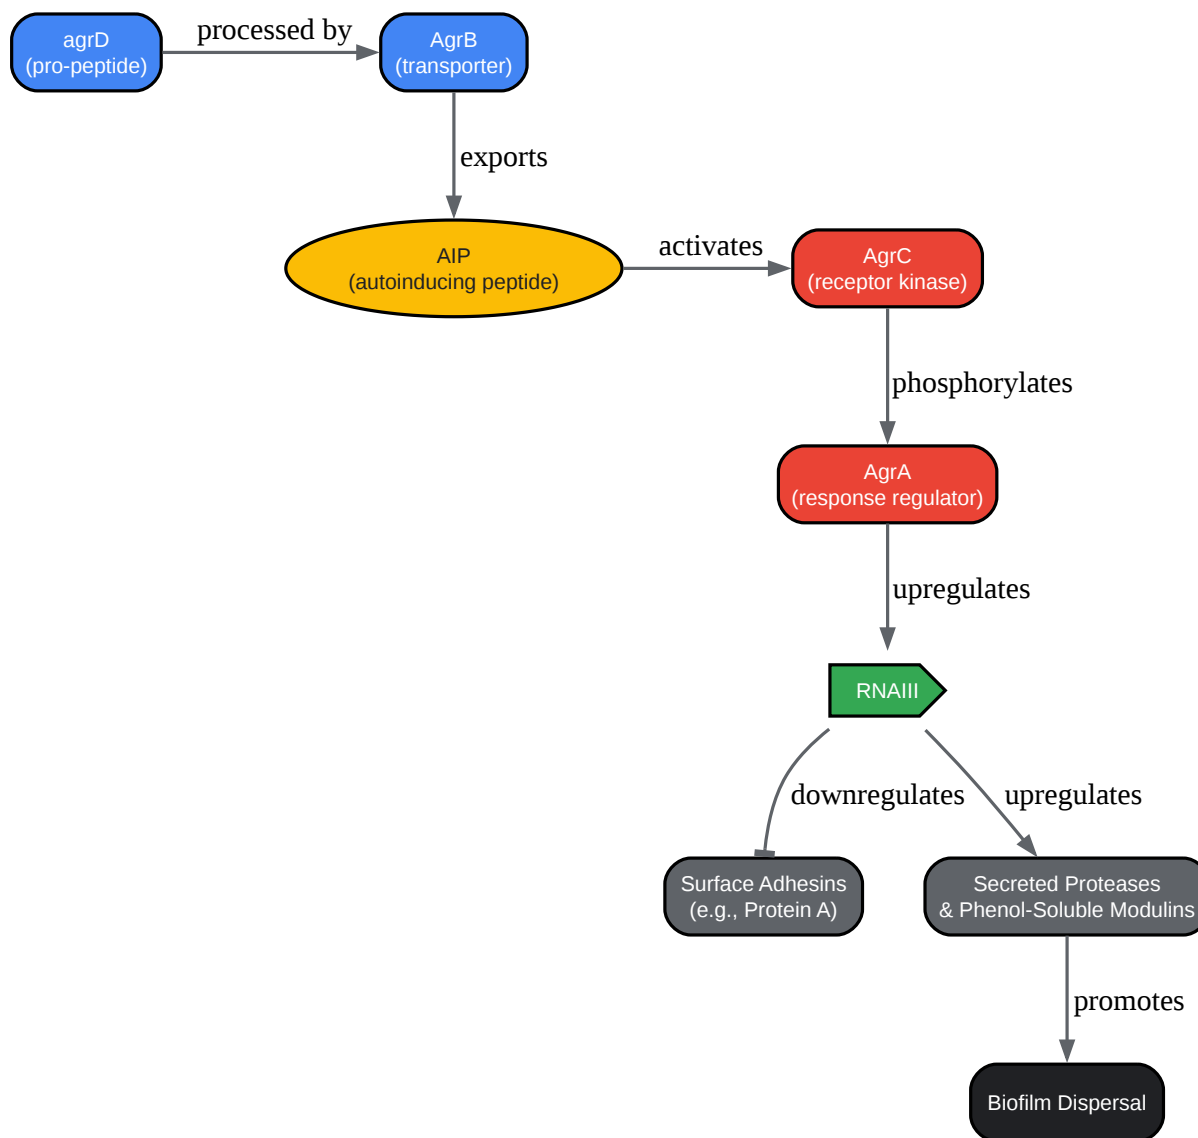 agrD
(pro-peptide)
processed by
AgrB
(transporter)
exports
AIP
(autoinducing peptide)
activates
AgrC
(receptor kinase)
phosphorylates
AgrA
(response regulator)
upregulates
RNAIII
downregulates
upregulates
Surface Adhesins
(e.g., Protein A)
Secreted Proteases
& Phenol-Soluble Modulins
promotes
Biofilm Dispersal